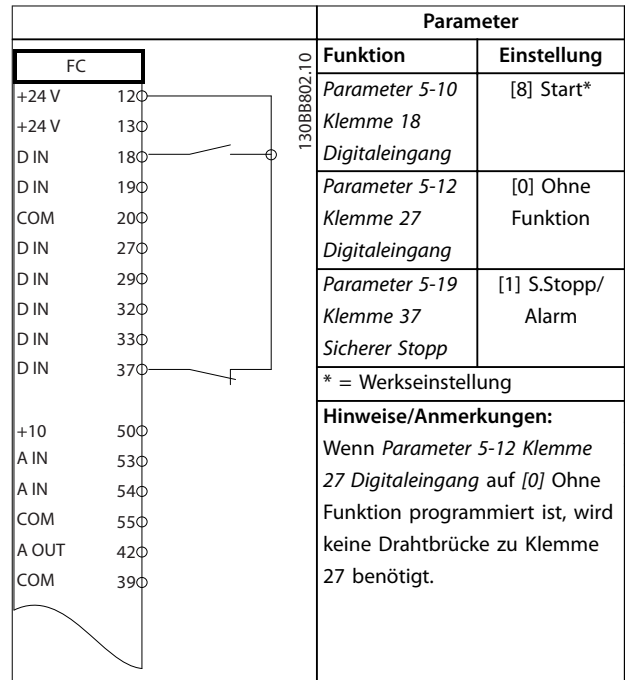 FC
+24 V 12
+24 V 13
D IN 18
D IN 19
COM 20
D IN 27
D IN 29
D IN 32
D IN 33
D IN 37
+10 50
A IN 53
A IN 54
COM 55
A OUT 42
COM 39
130BB802.10
Parameter
Funktion Einstellung
Parameter 5-10 [8] Start*
Klemme 18
Digitaleingang
Parameter 5-12 [0] Ohne
Klemme 27 Funktion
Digitaleingang
Parameter 5-19 [1] S.Stopp/
Klemme 37 Alarm
Sicherer Stopp
* = Werkseinstellung
Hinweise/Anmerkungen:
Wenn Parameter 5-12 Klemme
27 Digitaleingang auf [0] Ohne
Funktion programmiert ist, wird
keine Drahtbrücke zu Klemme
27 benötigt.